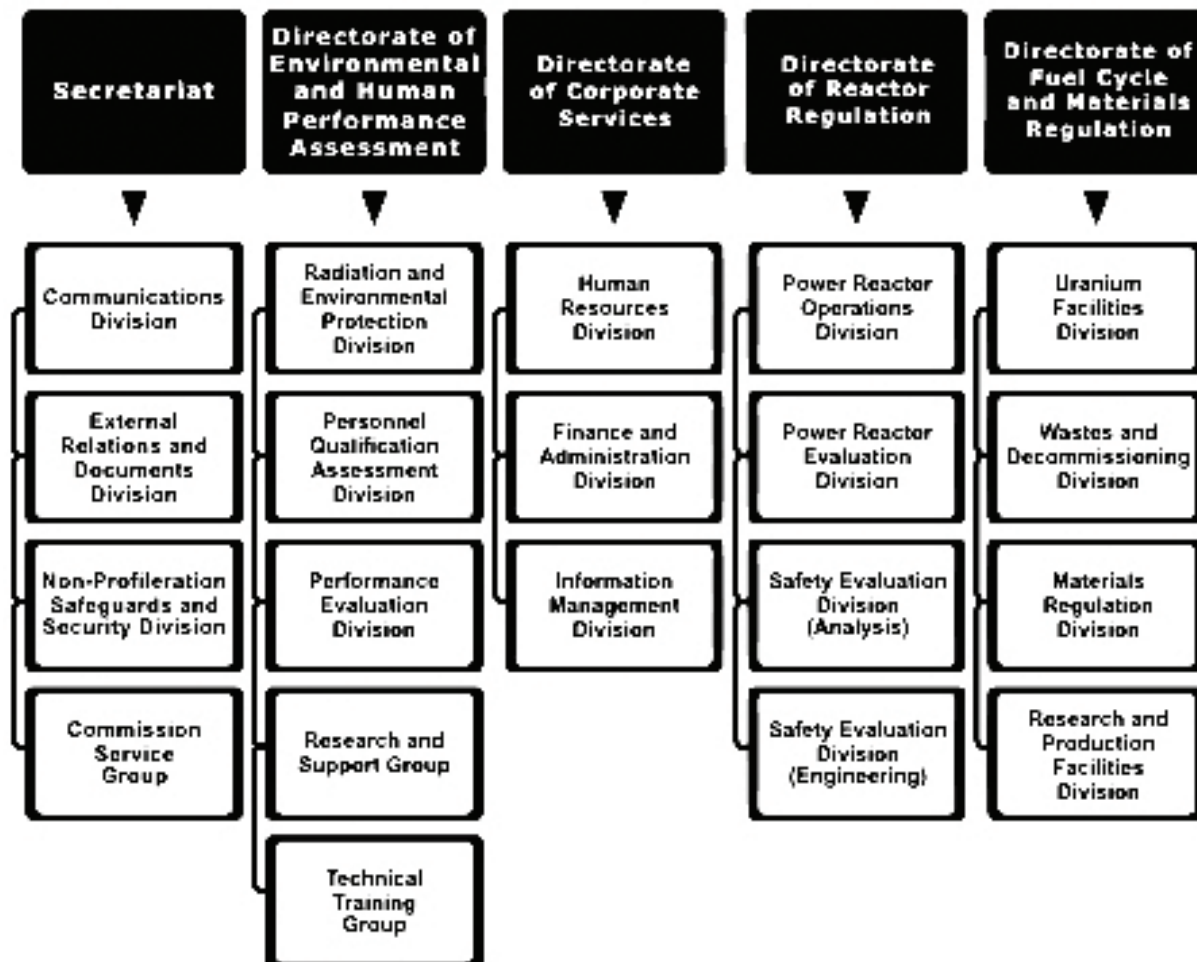 Secretariat
Directorate of
Environmental
and Human
Performance
Assessment
Directorate
of Corporate
Services
Directorate
of Reactor
Regulation
Directorate of
Fuel Cycle
and Materials
Regulation
Communications
Division
External
Relations and
Documents
Division
Non-Profileration
Safeguards and
Security Division
Commission
Service
Group
Radiation and
Environmental
Protection
Division
Personnel
Qualification
Assessment
Division
Performance
Evaluation
Division
Research and
Support Group
Technical
Training
Group
Human
Resources
Division
Finance and
Administration
Division
Information
Management
Division
Power Reactor
Operations
Division
Power Reactor
Evaluation
Division
Safety Evaluation
Division
(Analysis)
Safety Evaluation
Division
(Engineering)
Uranium
Facilities
Division
Wastes and
Decommissioning
Division
Materials
Regulation
Division
Research and
Production
Facilities
Division